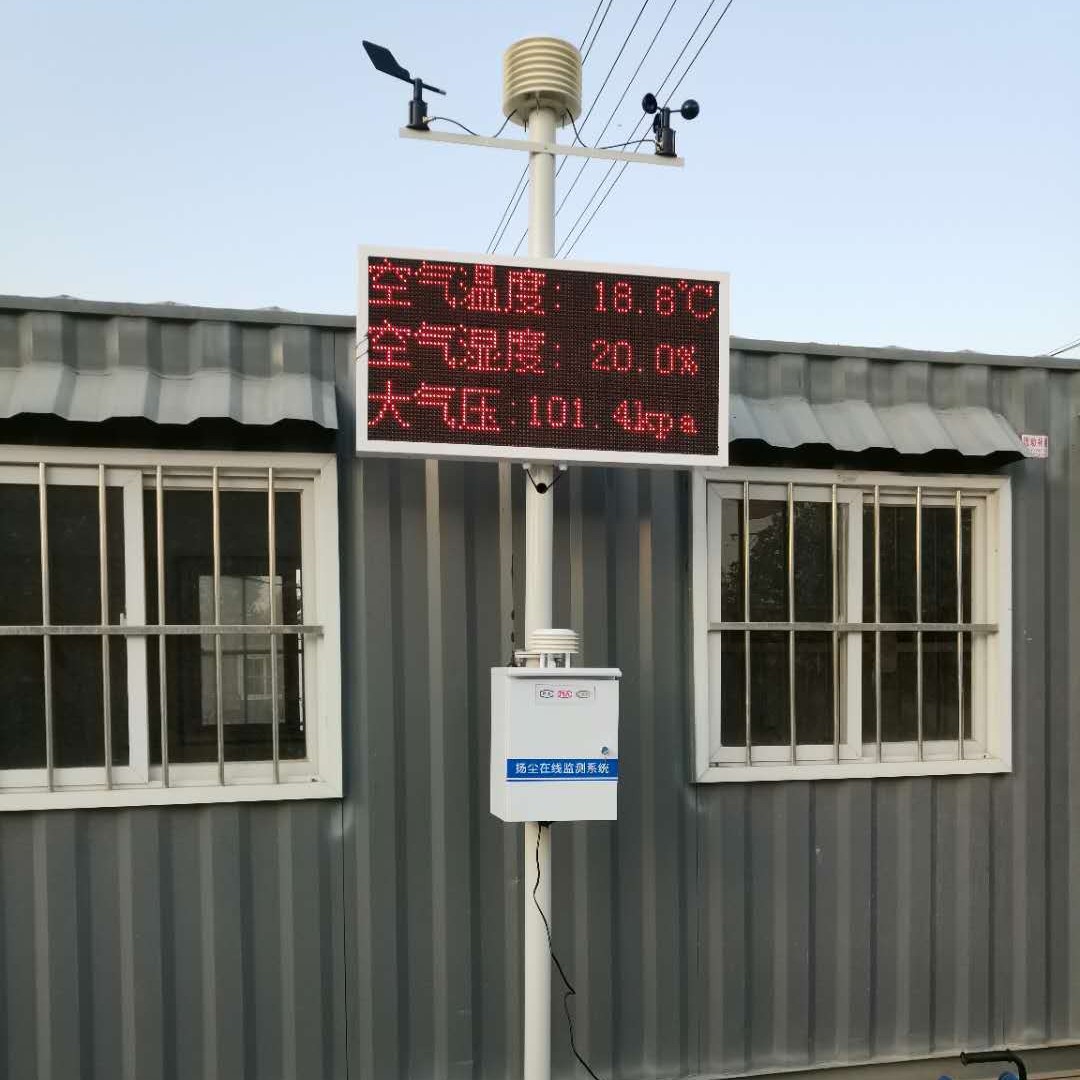 空气温度: 18.8℃
空气湿度: 20.0%
大气压:101.4kpa
扬尘在线监测系统